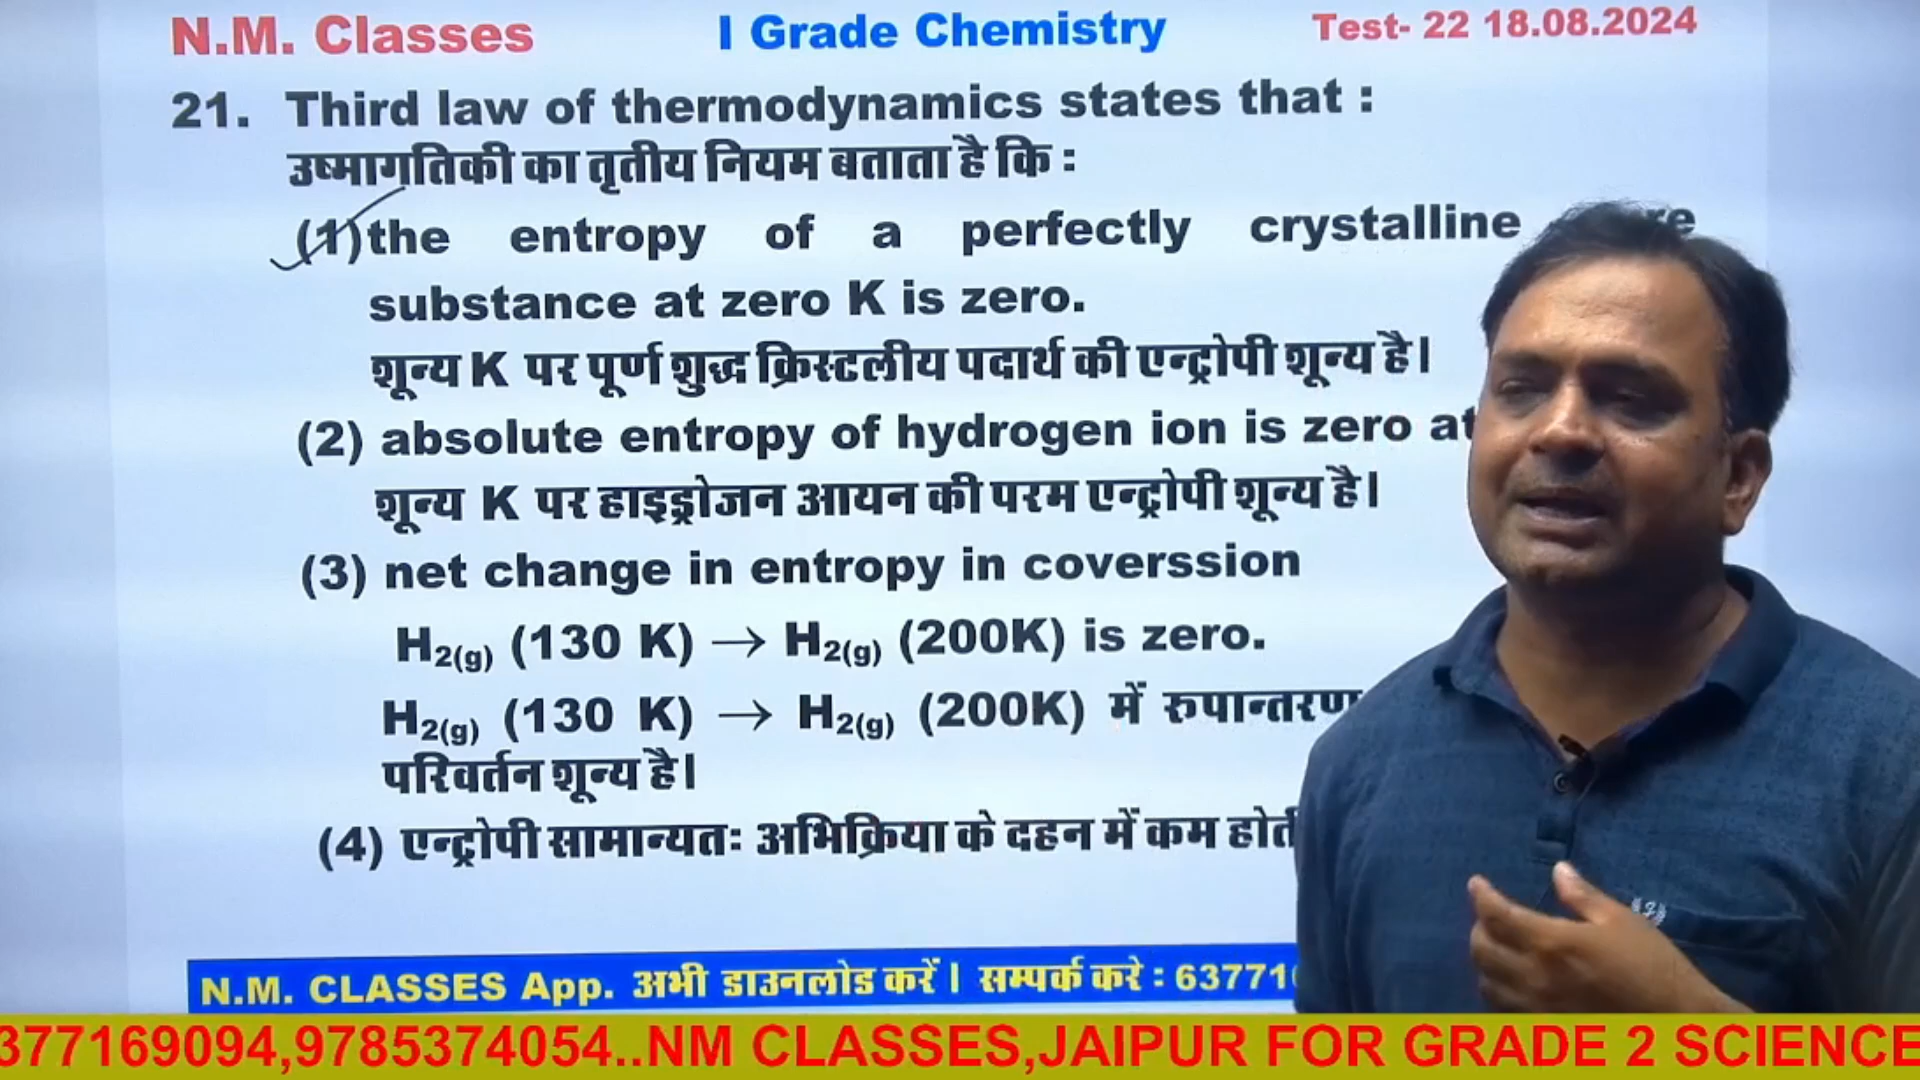 N.M. Classes I Grade Chemistry Test- 22 18.08.2024
21. Third law of thermodynamics states that :
उष्मागतिकी का तृतीय नियम बताता है कि :
(1) the entropy of a perfectly crystalline
substance at zero K is zero.
शून्य K पर पूर्ण शुद्ध क्रिस्टलीय पदार्थ की एन्ट्रोपी शून्य है।
(2) absolute entropy of hydrogen ion is zero at
शून्य K पर हाइड्रोजन आयन की परम एन्ट्रोपी शून्य है।
(3) net change in entropy in coverssion
H₂(g) (130 K) → H₂(g) (200K) is zero.
H₂(g) (130 K) → H₂(g) (200K) में रुपान्तरण
परिवर्तन शून्य है।
(4) एन्ट्रोपी सामान्यतः अभिक्रिया के दहन में कम होती
N.M. CLASSES App. अभी डाउनलोड करें । सम्पर्क करे : 63771
377169094,9785374054..NM CLASSES,JAIPUR FOR GRADE 2 SCIENCE